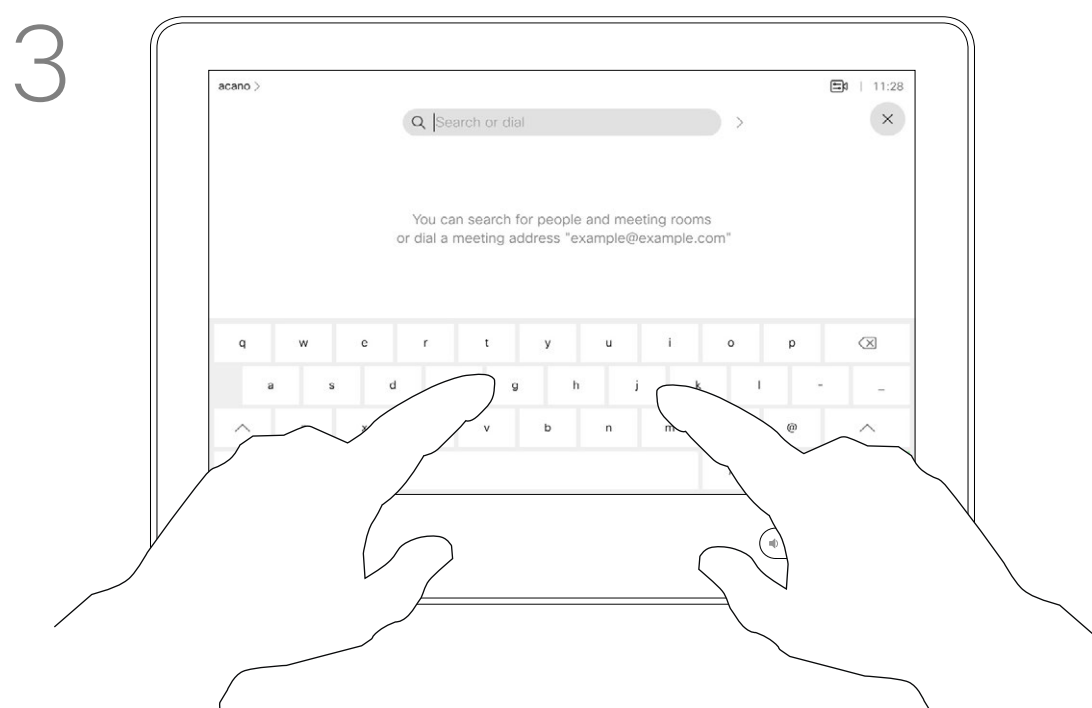 3
acano >
11:28
Search or dial
You can search for people and meeting rooms
or dial a meeting address "example@example.com"
q w e r t y u i o p
a s d g h j k l - _
x v b n m @